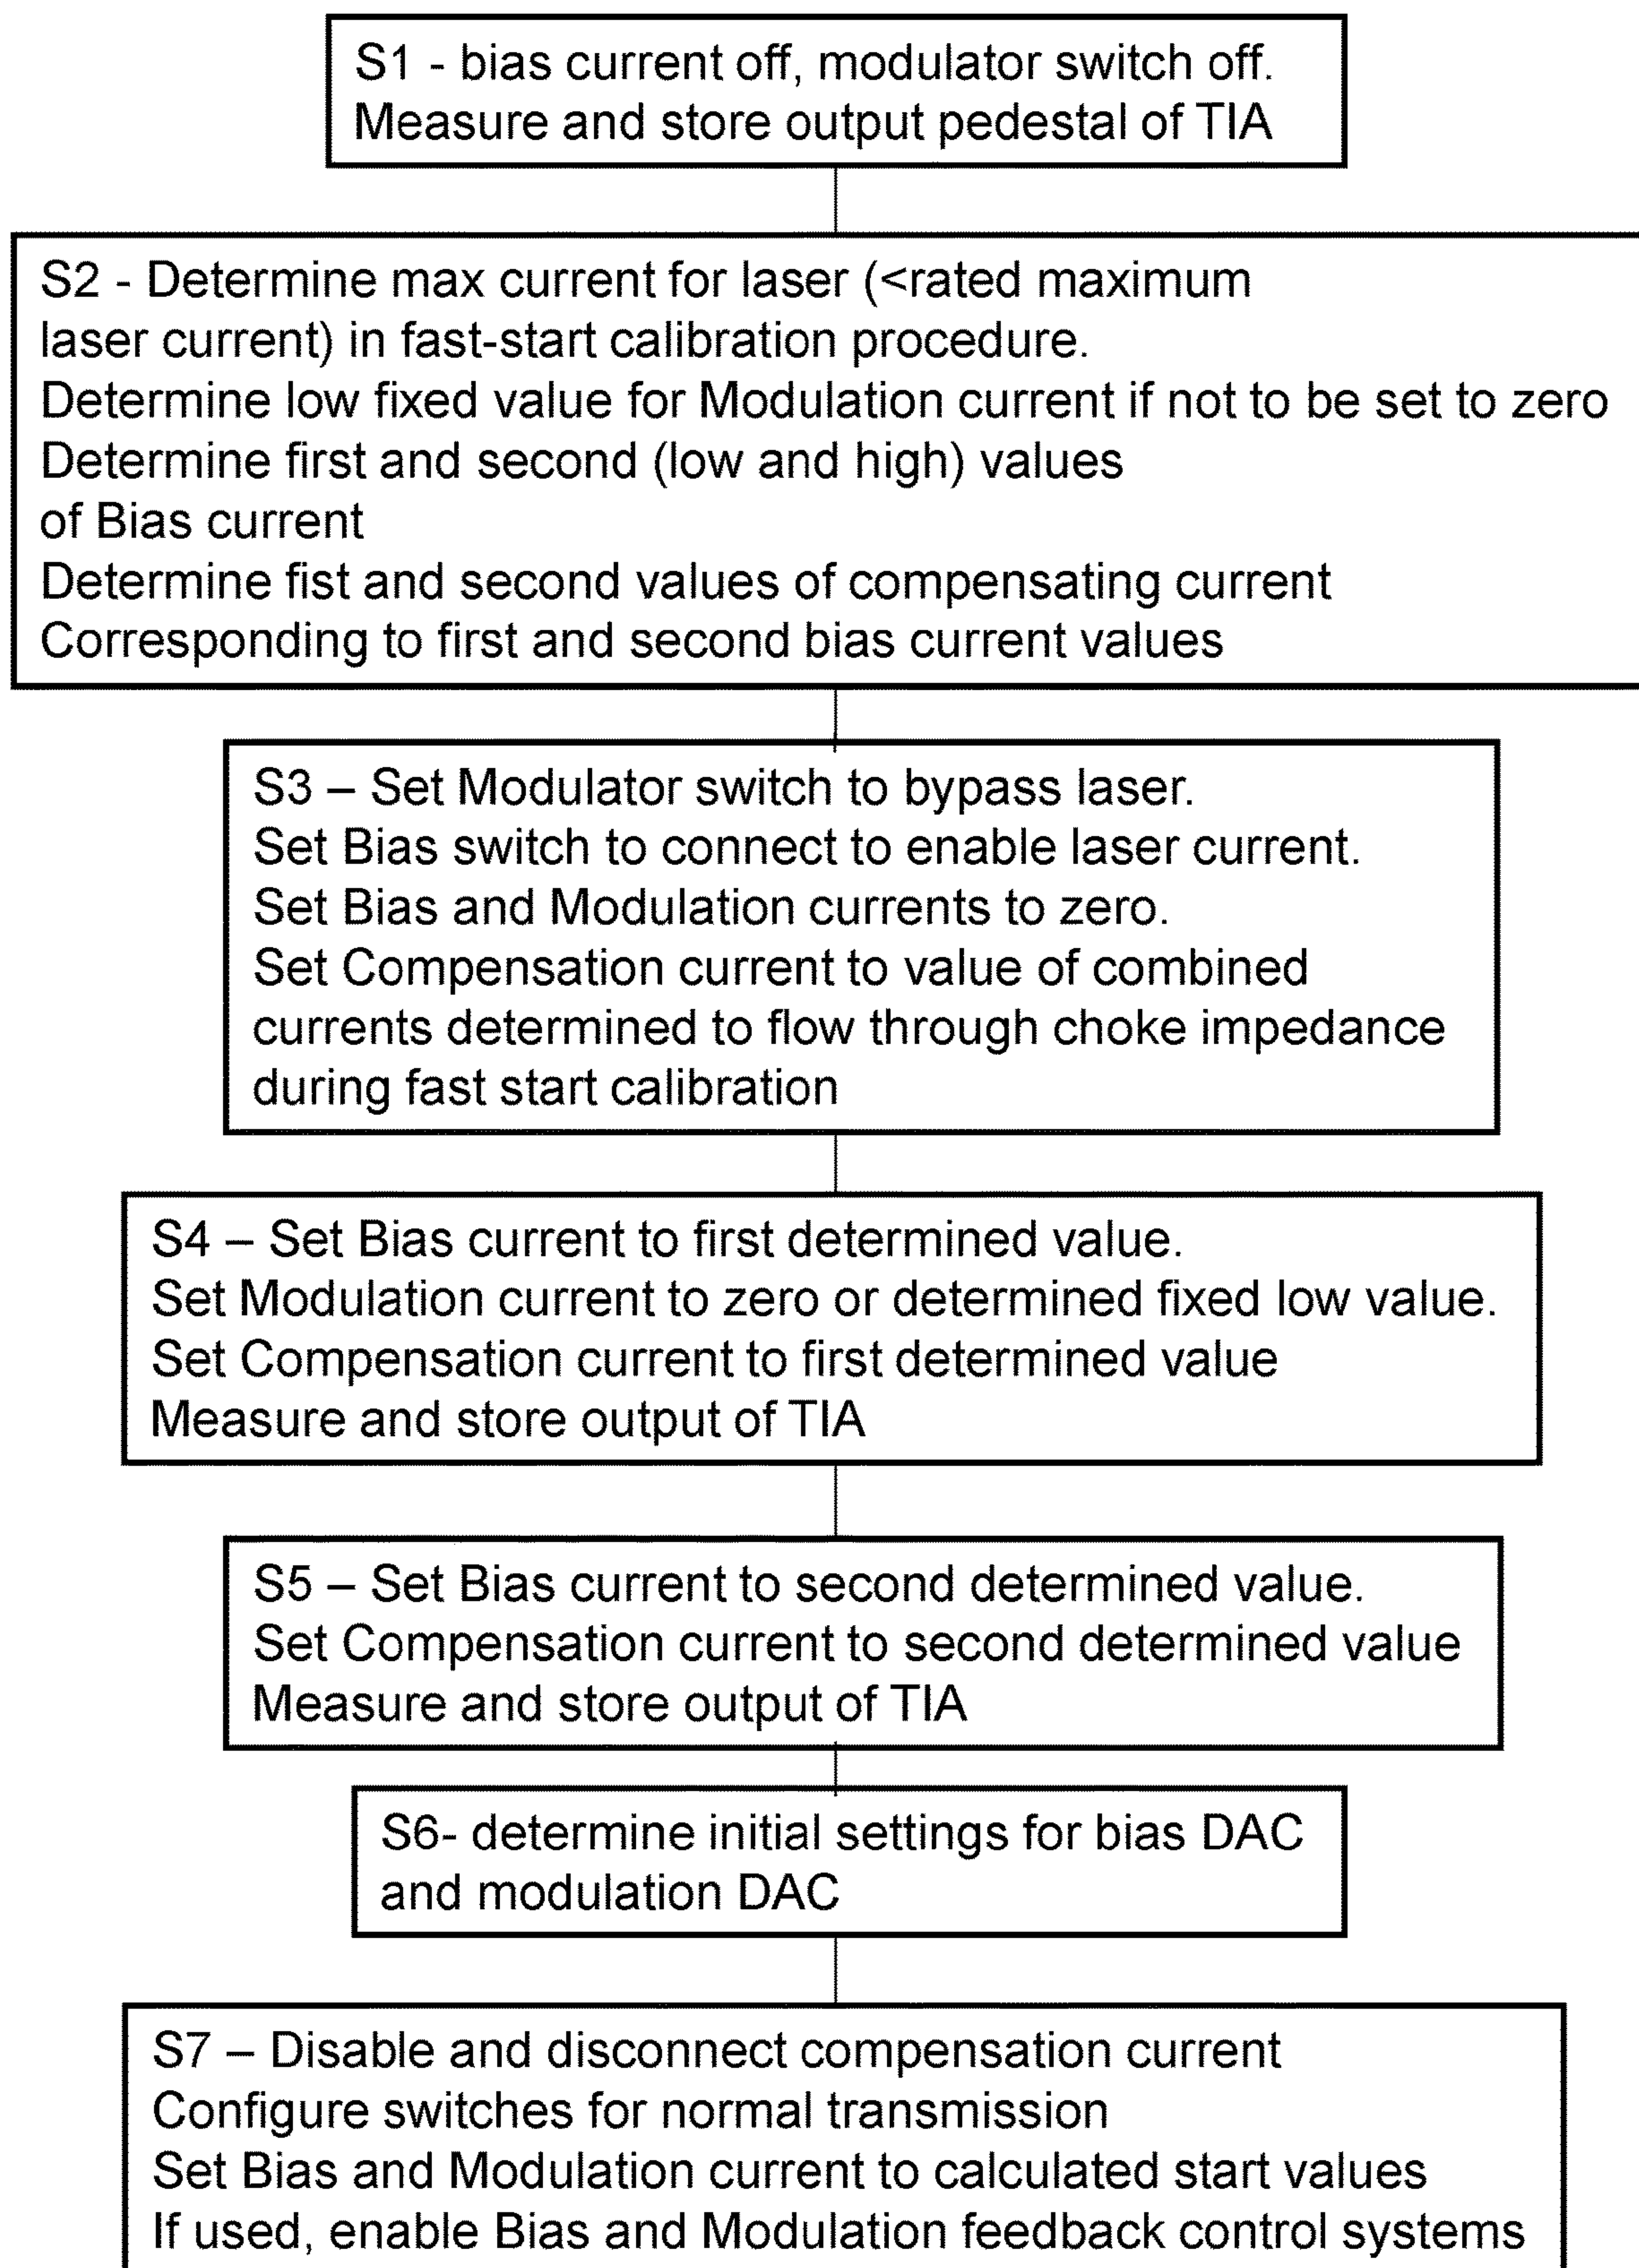 S1 - bias current off, modulator switch off.
Measure and store output pedestal of TIA
S2 - Determine max current for laser (<rated maximum
laser current) in fast-start calibration procedure.
Determine low fixed value for Modulation current if not to be set to zero
Determine first and second (low and high) values
of Bias current
Determine fist and second values of compensating current
Corresponding to first and second bias current values
S3 – Set Modulator switch to bypass laser.
Set Bias switch to connect to enable laser current.
Set Bias and Modulation currents to zero.
Set Compensation current to value of combined
currents determined to flow through choke impedance
during fast start calibration
S4 – Set Bias current to first determined value.
Set Modulation current to zero or determined fixed low value.
Set Compensation current to first determined value
Measure and store output of TIA
S5 – Set Bias current to second determined value.
Set Compensation current to second determined value
Measure and store output of TIA
S6- determine initial settings for bias DAC
and modulation DAC
S7 – Disable and disconnect compensation current
Configure switches for normal transmission
Set Bias and Modulation current to calculated start values
If used, enable Bias and Modulation feedback control systems